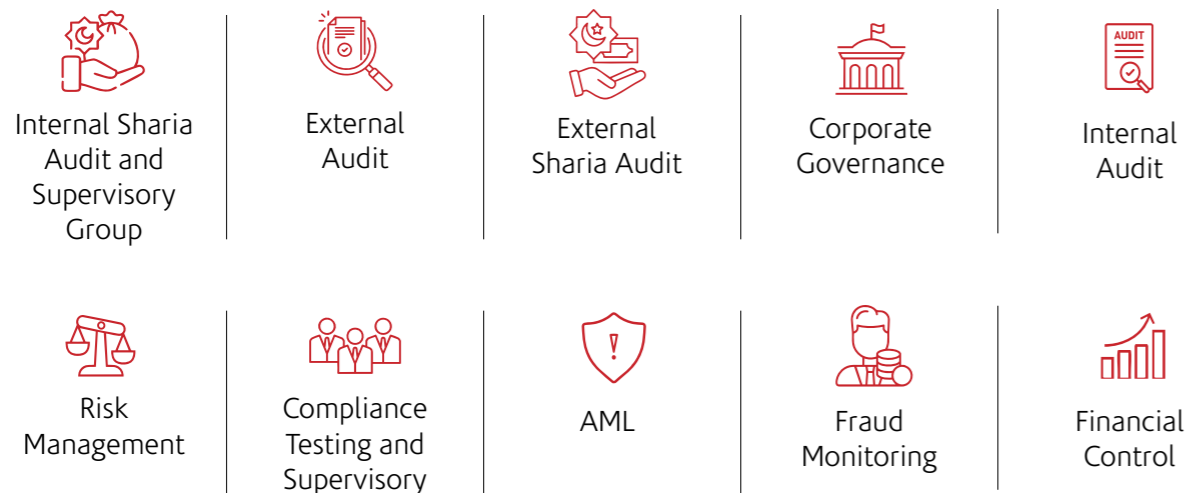 AUDIT
Internal Sharia
Audit and
Supervisory
Group
External
Audit
External
Sharia Audit
Corporate
Governance
Internal
Audit
Risk
Management
Compliance
Testing and
Supervisory
AML
Fraud
Monitoring
Financial
Control